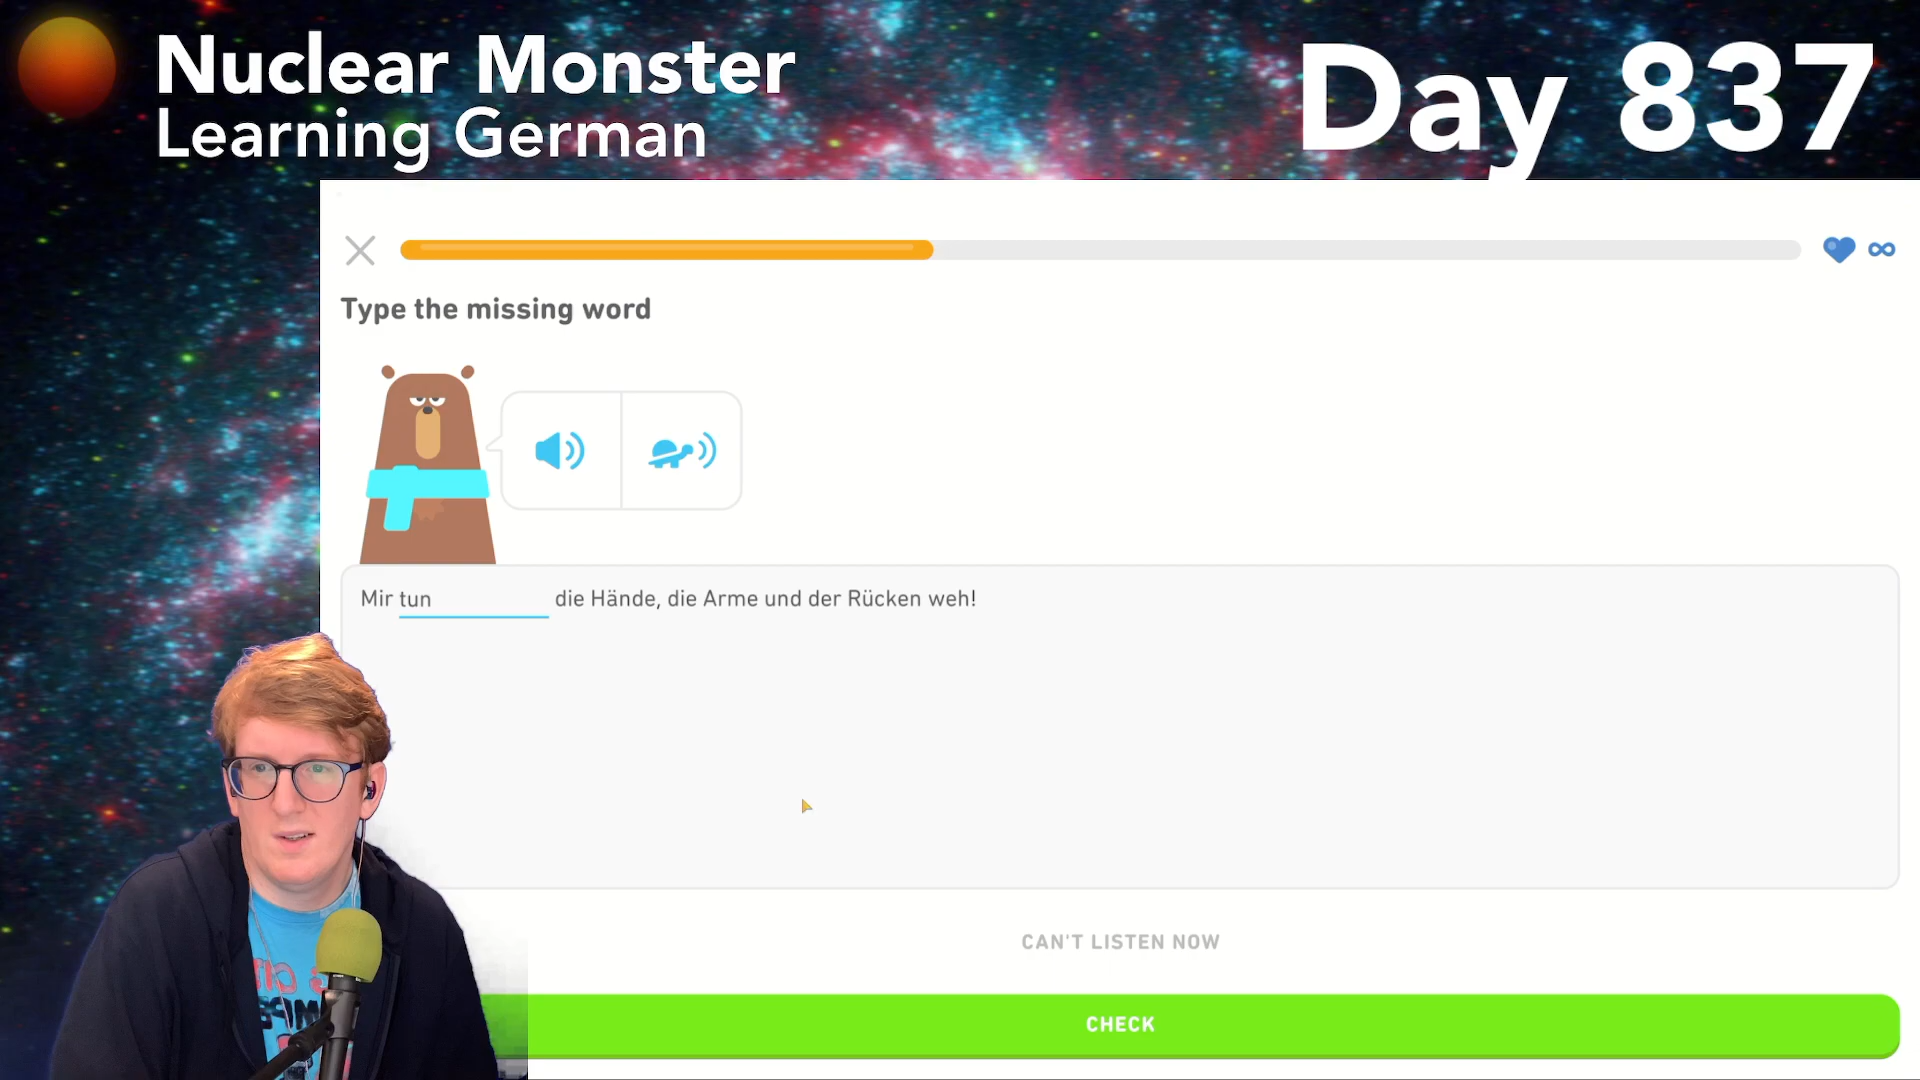 Nuclear Monster
Learning German
Day 837
Type the missing word
Mir tun die Hände, die Arme und der Rücken weh!
CAN'T LISTEN NOW
CHECK